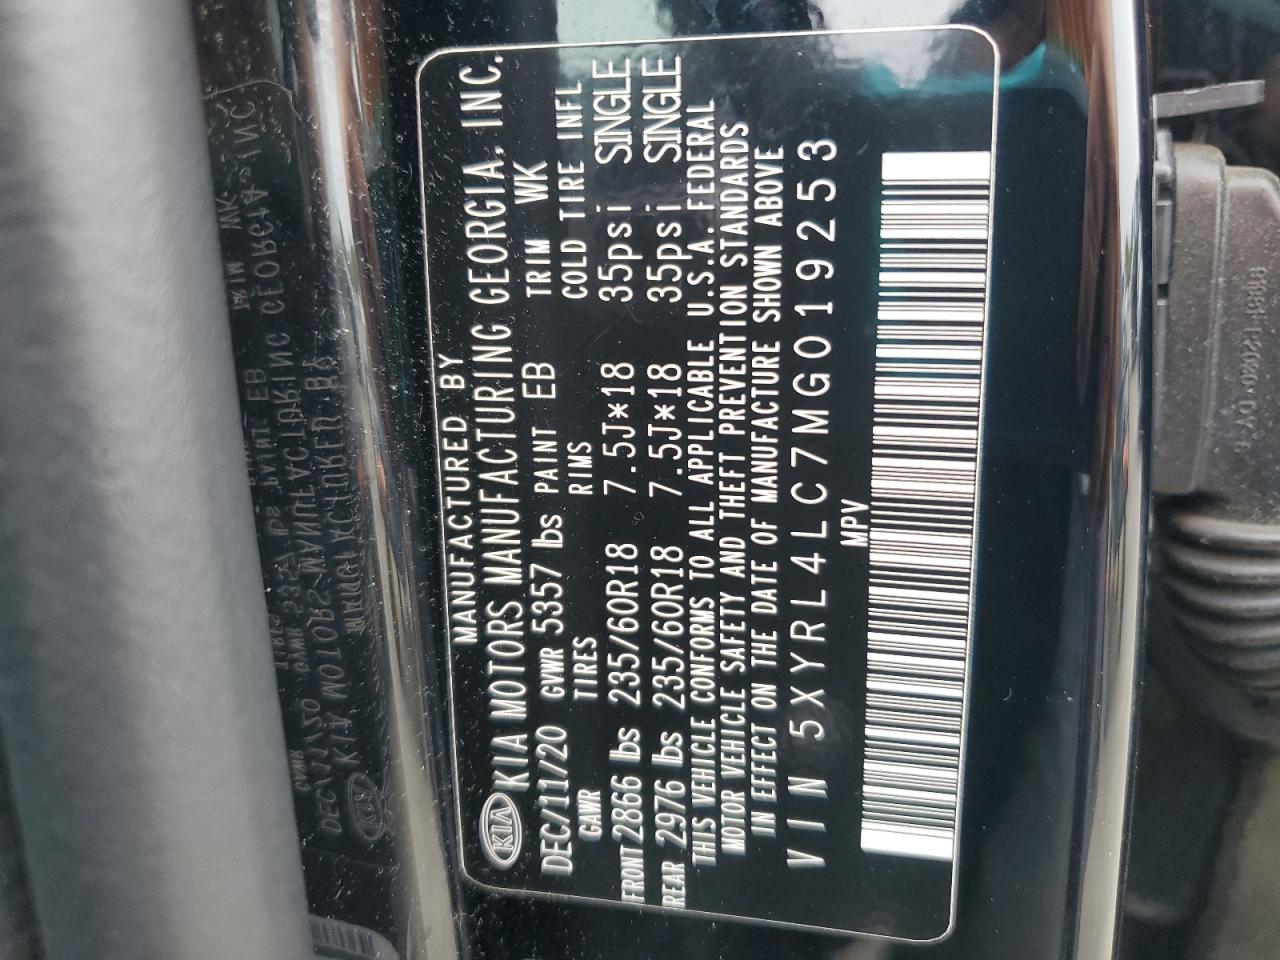 MANUFACTURED BY
KIA KIA MOTORS MANUFACTURING GEORGIA, INC.
DEC/11/20 GVWR 5357 lbs PAINT EB TRIM WK
GAWR TIRES RIMS COLD TIRE INFL
FRONT 2866 lbs 235/60R18 7.5J*18 35psi SINGLE
REAR 2976 lbs 235/60R18 7.5J*18 35psi SINGLE
THIS VEHICLE CONFORMS TO ALL APPLICABLE U.S.A. FEDERAL
MOTOR VEHICLE SAFETY AND THEFT PREVENTION STANDARDS
IN EFFECT ON THE DATE OF MANUFACTURE SHOWN ABOVE
VIN 5XYRL4LC7MG019253
MPV